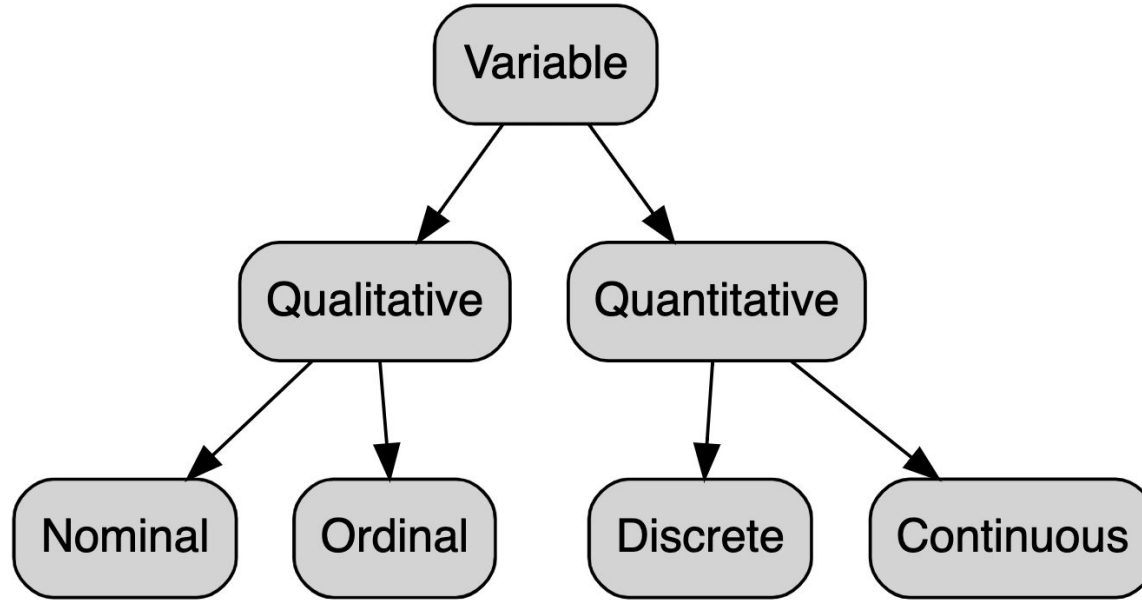 Variable
Qualitative
Quantitative
Nominal
Ordinal
Discrete
Continuous